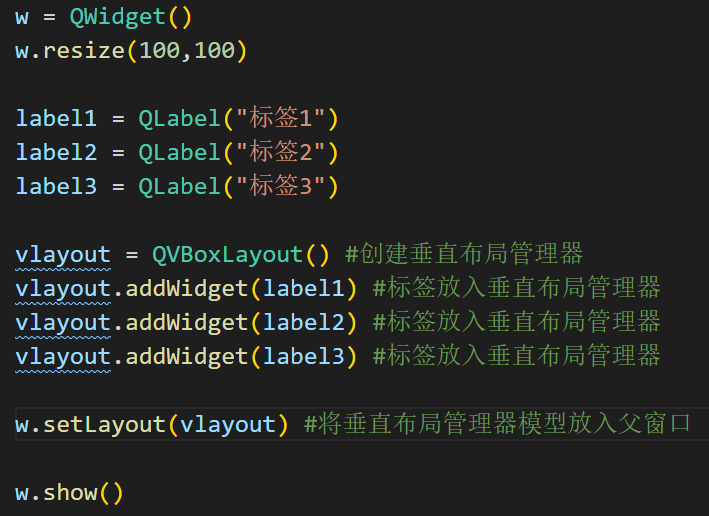 w = QWidget()
w.resize(100,100)
label1 = QLabel("标签1")
label2 = QLabel("标签2")
label3 = QLabel("标签3")
vlayout = QVBoxLayout() #创建垂直布局管理器
vlayout.addWidget(label1) #标签放入垂直布局管理器
vlayout.addWidget(label2) #标签放入垂直布局管理器
vlayout.addWidget(label3) #标签放入垂直布局管理器
w.setLayout(vlayout) #将垂直布局管理器模型放入父窗口
w.show()